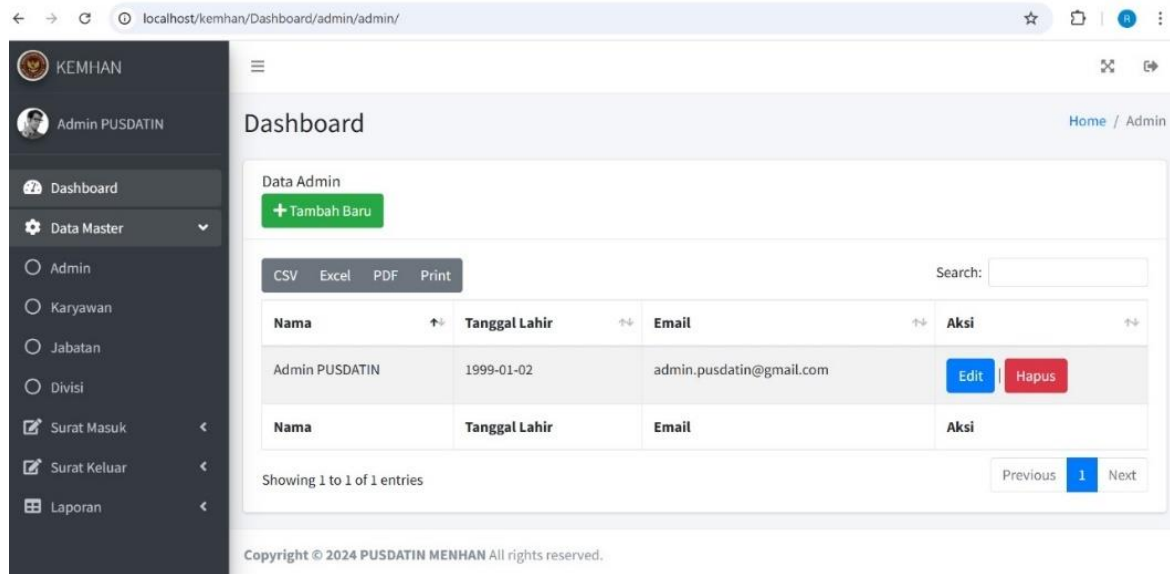 localhost/kemhan/Dashboard/admin/admin/
R
KEMHAN
Admin PUSDATIN
Dashboard
Data Master
Admin
Karyawan
Jabatan
Divisi
Surat Masuk
Surat Keluar
Laporan
Dashboard
Home / Admin
Data Admin
+ Tambah Baru
CSV Excel PDF Print
Search:
Nama Tanggal Lahir Email Aksi
Admin PUSDATIN 1999-01-02 admin.pusdatin@gmail.com Edit | Hapus
Nama Tanggal Lahir Email Aksi
Showing 1 to 1 of 1 entries
Previous 1 Next
Copyright © 2024 PUSDATIN MENHAN All rights reserved.